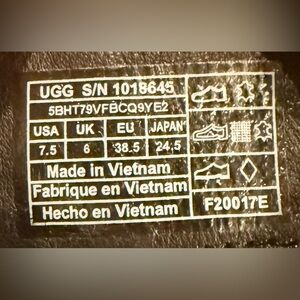 UGG S/N 1018645
5BHT79VFBCQ9YE2
USA UK EU JAPAN
7.5 6 38.5 24.5
Made in Vietnam
Fabrique en Vietnam
Hecho en Vietnam
F20017E